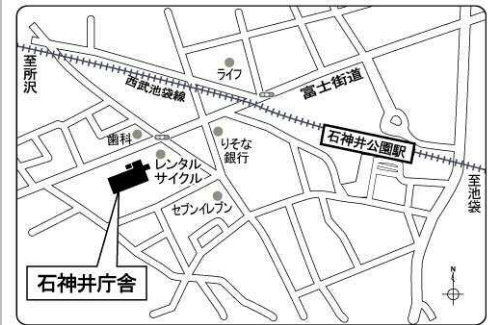 至所沢
西武池袋線
ライフ
富士街道
石神井公園駅
至池袋
歯科
りそな
銀行
レンタル
サイクル
セブンイレブン
石神井庁舎
N